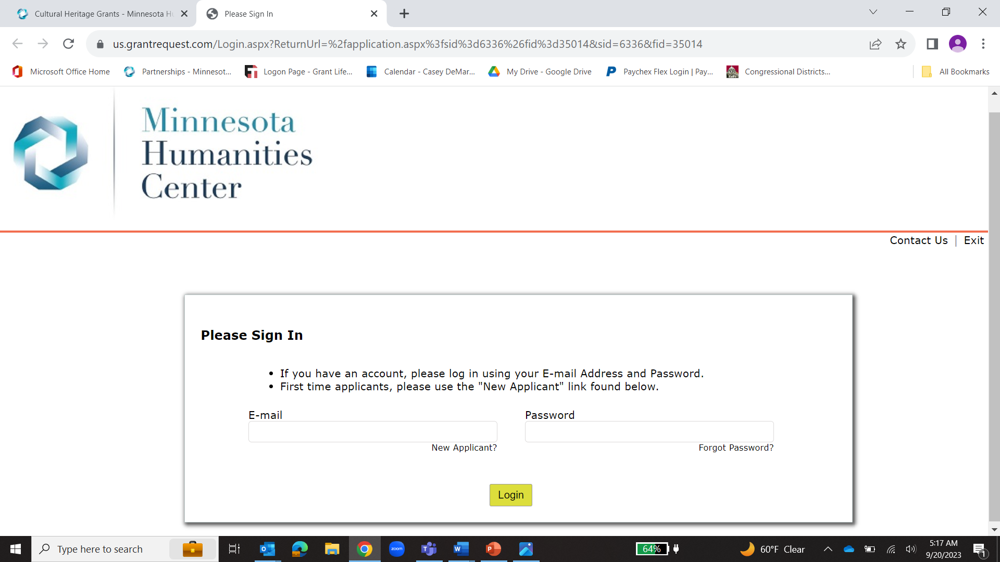 Cultural Heritage Grants - Minnesota Hu
Please Sign In
us.grantrequest.com/Login.aspx?ReturnUrl=%2fapplication.aspx%3fsid%3d6336%26fid%3d35014&sid=6336&fid=35014
Microsoft Office Home
Partnerships - Minnesot...
Logon Page - Grant Life...
Calendar - Casey DeMar...
My Drive - Google Drive
Paychex Flex Login | Pay...
Congressional Districts...
All Bookmarks
Minnesota
Humanities
Center
Contact Us | Exit
Please Sign In
• If you have an account, please log in using your E-mail Address and Password.
• First time applicants, please use the "New Applicant" link found below.
E-mail
Password
New Applicant?
Forgot Password?
Login
Type here to search
zoom
64%
60°F Clear
5:17 AM
9/20/2023
1